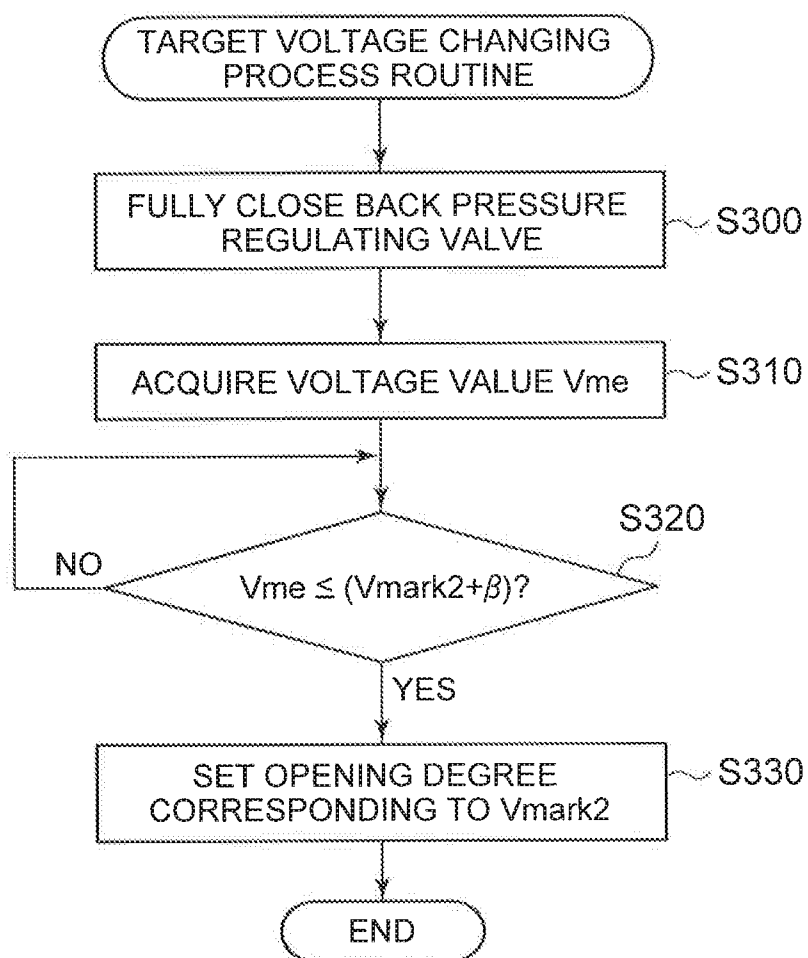 TARGET VOLTAGE CHANGING
PROCESS ROUTINE
FULLY CLOSE BACK PRESSURE
REGULATING VALVE
S300
ACQUIRE VOLTAGE VALUE Vme
S310
S320
NO
Vme ≤ (Vmark2+β)?
YES
SET OPENING DEGREE
CORRESPONDING TO Vmark2
S330
END